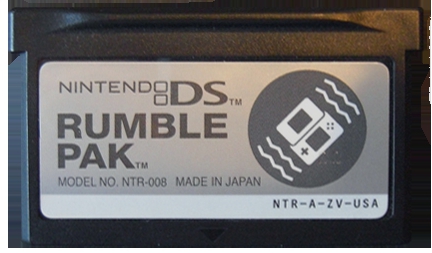 NINTENDO DS™
RUMBLE
PAK™
MODEL NO. NTR-008 MADE IN JAPAN
NTR-A-ZV-USA